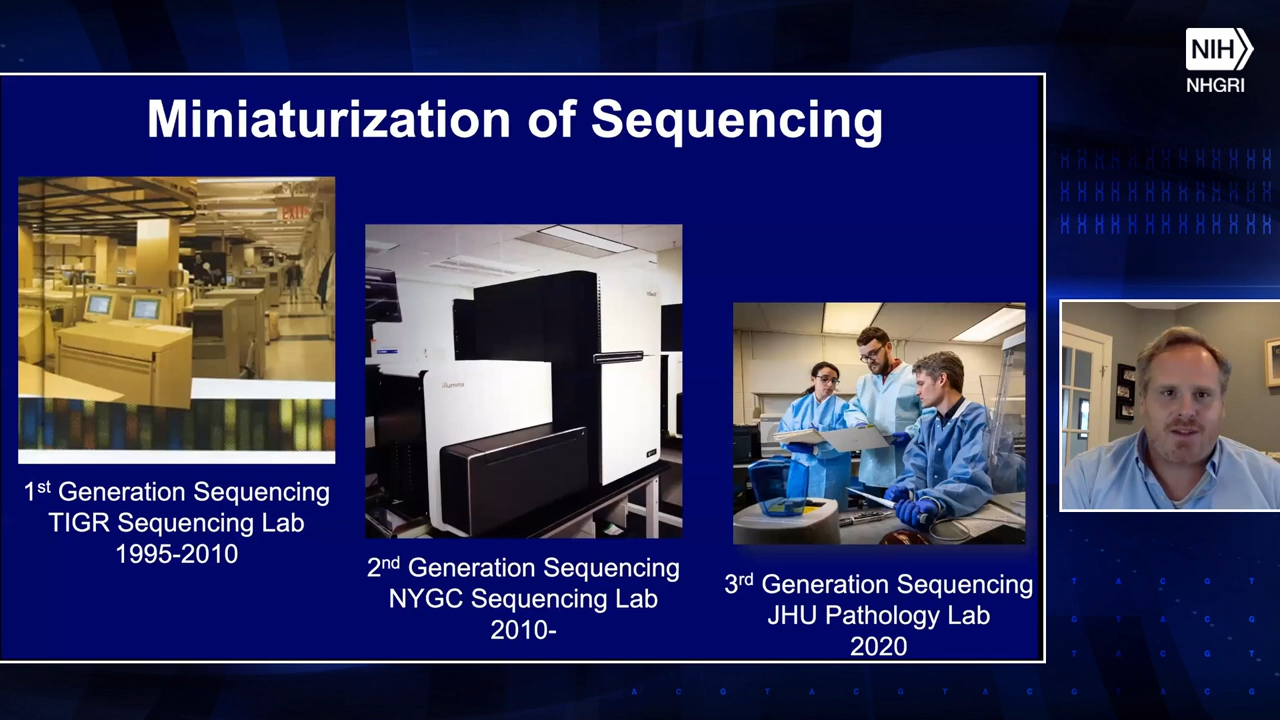 NIH
NHGRI
Miniaturization of Sequencing
EXIT
illumina
1st Generation Sequencing
TIGR Sequencing Lab
1995-2010
2nd Generation Sequencing
NYGC Sequencing Lab
2010-
3rd Generation Sequencing
JHU Pathology Lab
2020
T A C G T
G T A C G
T A C G T
A C G T A C G T A C G T A C G